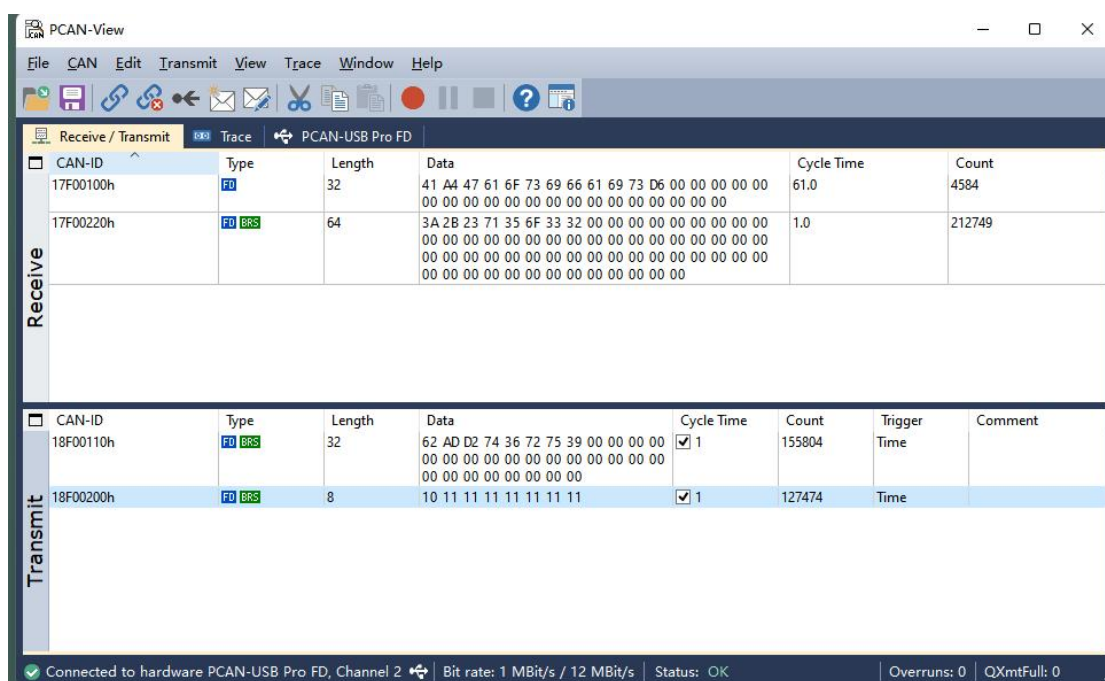 PCAN-View
File CAN Edit Transmit View Trace Window Help
Receive / Transmit Trace PCAN-USB Pro FD
CAN-ID Type Length Data Cycle Time Count
17F00100h FD 32 41 A4 47 61 6F 73 69 66 61 69 73 D6 00 00 00 00 00 61.0 4584
00 00 00 00 00 00 00 00 00 00 00 00 00 00 00
17F00220h FD BRS 64 3A 2B 23 71 35 6F 33 32 00 00 00 00 00 00 00 00 00 1.0 212749
00 00 00 00 00 00 00 00 00 00 00 00 00 00 00 00 00
00 00 00 00 00 00 00 00 00 00 00 00 00 00 00 00 00
00 00 00 00 00 00 00 00 00 00 00 00 00
Receive
CAN-ID Type Length Data Cycle Time Count Trigger Comment
18F00110h FD BRS 32 62 AD D2 74 36 72 75 39 00 00 00 00 1 155804 Time
00 00 00 00 00 00 00 00 00 00 00 00
00 00 00 00 00 00 00 00
18F00200h FD BRS 8 10 11 11 11 11 11 11 11 1 127474 Time
Transmit
Connected to hardware PCAN-USB Pro FD, Channel 2 Bit rate: 1 MBit/s / 12 MBit/s Status: OK Overruns: 0 QXmtFull: 0